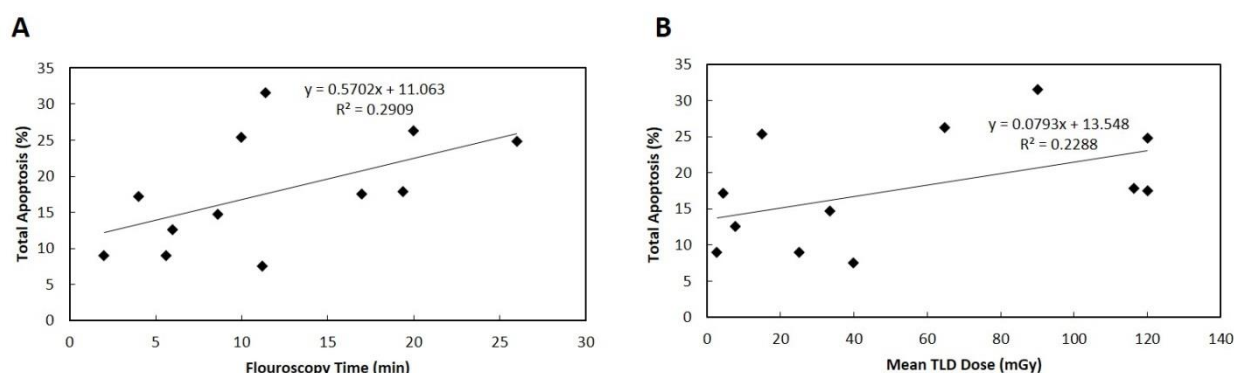 A
35
30
25
20
15
10
5
0
Total Apoptosis (%)
y = 0.5702x + 11.063
R² = 0.2909
0 5 10 15 20 25 30
Flouroscopy Time (min)
B
35
30
25
20
15
10
5
0
Total Apoptosis (%)
y = 0.0793x + 13.548
R² = 0.2288
0 20 40 60 80 100 120 140
Mean TLD Dose (mGy)